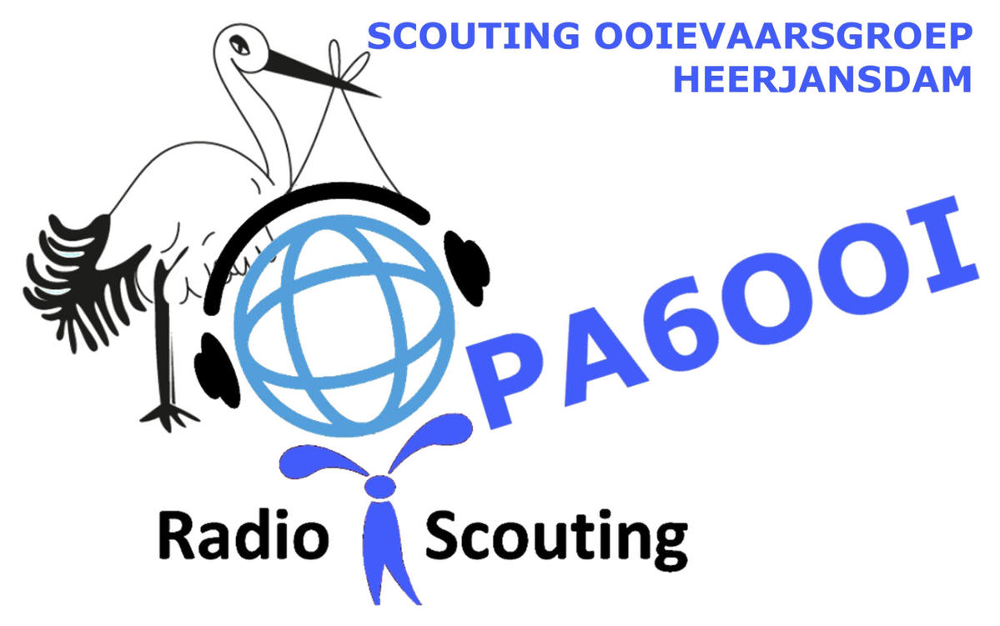 SCOUTING OOIEVAARSGROEP
HEERJANSDAM
PA6OOI
Radio Scouting